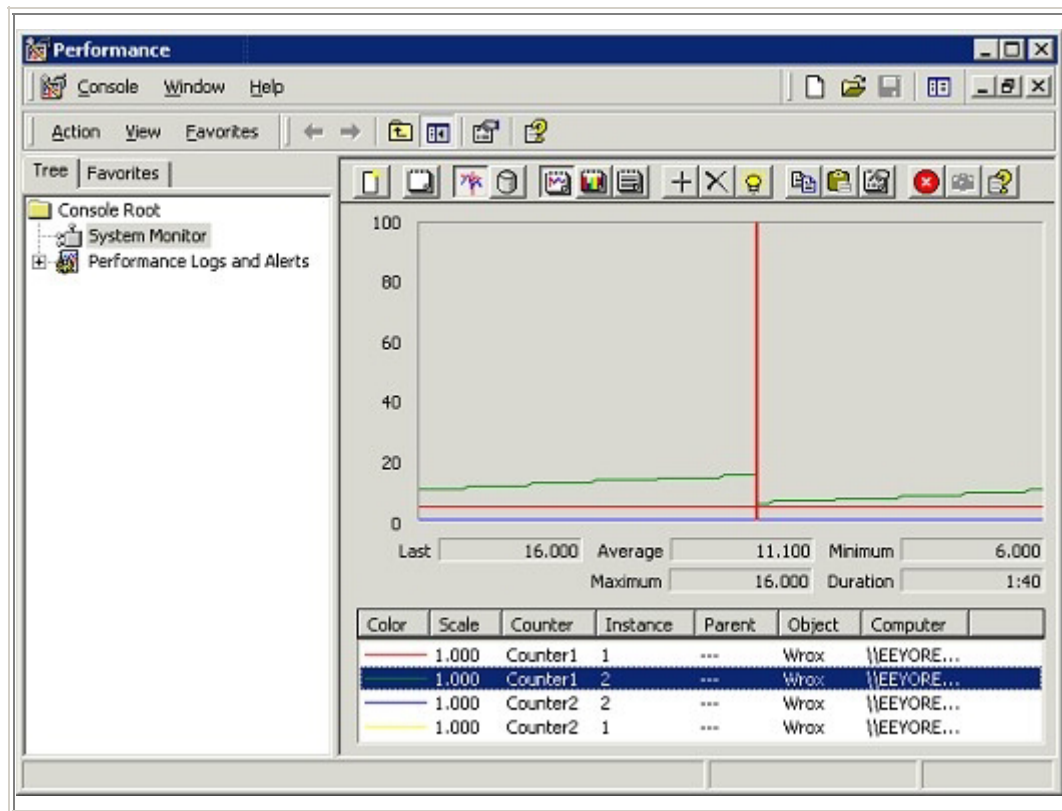 Performance
Console Window Help
Action View Favorites
Tree Favorites
Console Root
System Monitor
Performance Logs and Alerts
100
80
60
40
20
0
Last 16.000 Average 11.100 Minimum 6.000
Maximum 16.000 Duration 1:40
Color Scale Counter Instance Parent Object Computer
1.000 Counter1 1 --- Wrox \\EEYORE...
1.000 Counter1 2 --- Wrox \\EEYORE...
1.000 Counter2 2 --- Wrox \\EEYORE...
1.000 Counter2 1 --- Wrox \\EEYORE...